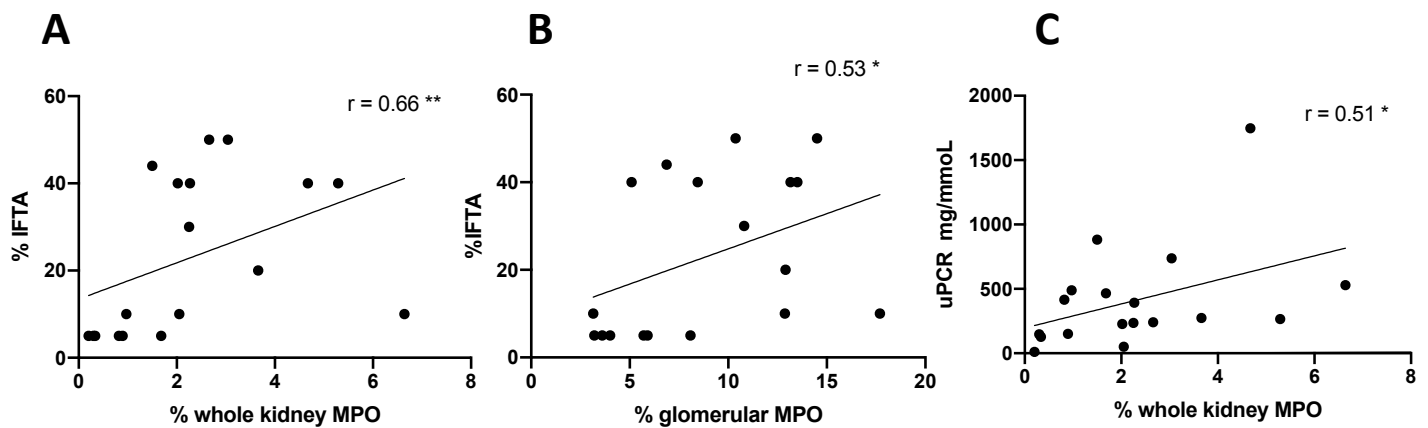 A
r = 0.66 **
60
40
20
0
0 2 4 6 8
% IFTA
% whole kidney MPO
B
r = 0.53 *
60
40
20
0
0 5 10 15 20
%IFTA
% glomerular MPO
C
r = 0.51 *
2000
1500
1000
500
0
0 2 4 6 8
uPCR mg/mmoL
% whole kidney MPO